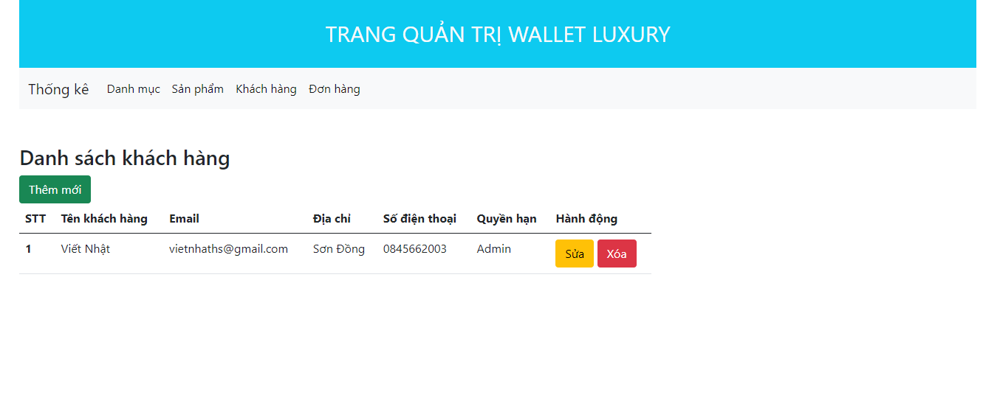 TRANG QUẢN TRỊ WALLET LUXURY
Thống kê Danh mục Sản phẩm Khách hàng Đơn hàng
Danh sách khách hàng
Thêm mới
STT Tên khách hàng Email Địa chỉ Số điện thoại Quyền hạn Hành động
1 Viết Nhật vietnhaths@gmail.com Sơn Đồng 0845662003 Admin Sửa Xóa